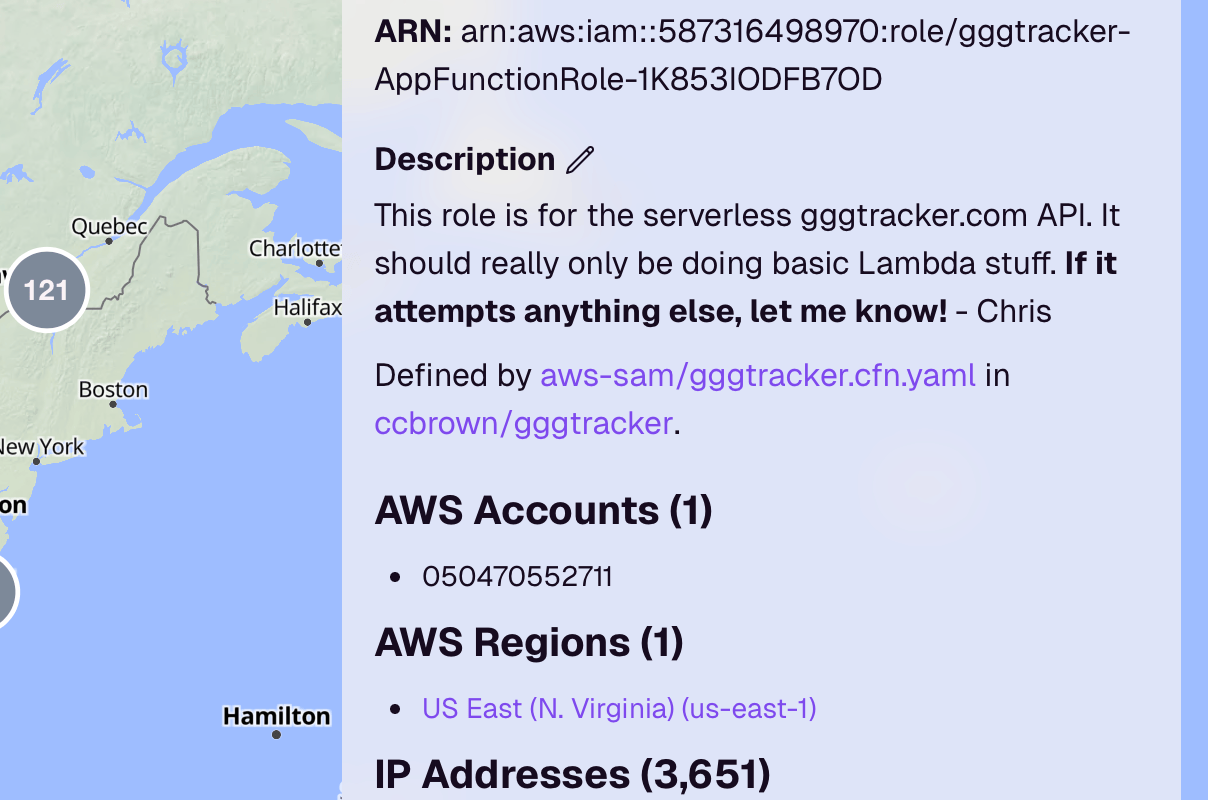 ARN: arn:aws:iam::587316498970:role/gggtracker-
AppFunctionRole-1K853IODFB7OD
Description
This role is for the serverless gggtracker.com API. It
should really only be doing basic Lambda stuff. If it
attempts anything else, let me know! - Chris
Defined by aws-sam/gggtracker.cfn.yaml in
ccbrown/gggtracker.
AWS Accounts (1)
• 050470552711
AWS Regions (1)
• US East (N. Virginia) (us-east-1)
IP Addresses (3,651)
Quebec
Charlotte
121
Halifax
Boston
New York
on
Hamilton